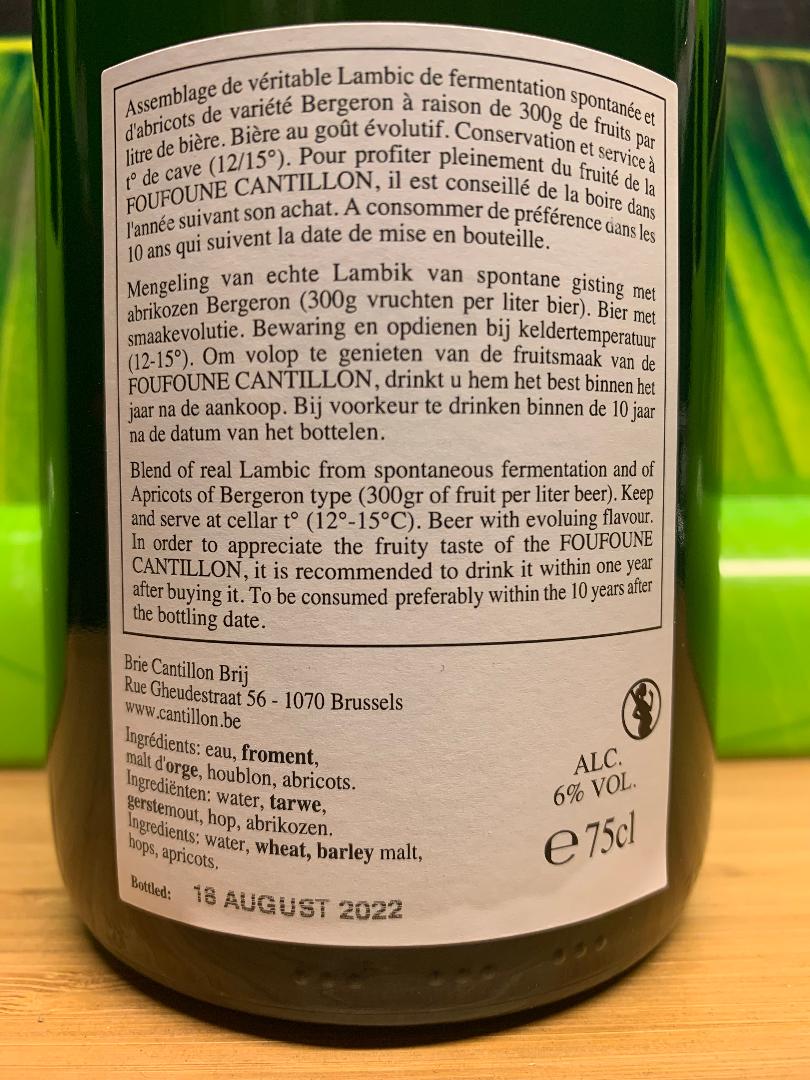 Assemblage de véritable Lambic de fermentation spontanée et
d'abricots de variété Bergeron à raison de 300g de fruits par
litre de bière. Bière au goût évolutif. Conservation et service à
t° de cave (12/15°). Pour profiter pleinement du fruité de la
FOUFOUNE CANTILLON, il est conseillé de la boire dans
l'année suivant son achat. A consommer de préférence dans les
10 ans qui suivent la date de mise en bouteille.
Mengeling van echte Lambik van spontane gisting met
abrikozen Bergeron (300g vruchten per liter bier). Bier met
smaakevolutie. Bewaring en opdienen bij keldertemperatuur
(12-15°). Om volop te genieten van de fruitsmaak van de
FOUFOUNE CANTILLON, drinkt u hem het best binnen het
jaar na de aankoop. Bij voorkeur te drinken binnen de 10 jaar
na de datum van het bottelen.
Blend of real Lambic from spontaneous fermentation and of
Apricots of Bergeron type (300gr of fruit per liter beer). Keep
and serve at cellar t° (12°-15°C). Beer with evoluing flavour.
In order to appreciate the fruity taste of the FOUFOUNE
CANTILLON, it is recommended to drink it within one year
after buying it. To be consumed preferably within the 10 years after
the bottling date.
Brie Cantillon Brij
Rue Gheudestraat 56 - 1070 Brussels
www.cantillon.be
Ingrédients: eau, froment,
malt d'orge, houblon, abricots.
Ingrediënten: water, tarwe,
gerstemout, hop, abrikozen.
Ingredients: water, wheat, barley malt,
hops, apricots.
ALC.
6% VOL.
℮ 75cl
Bottled: 18 AUGUST 2022